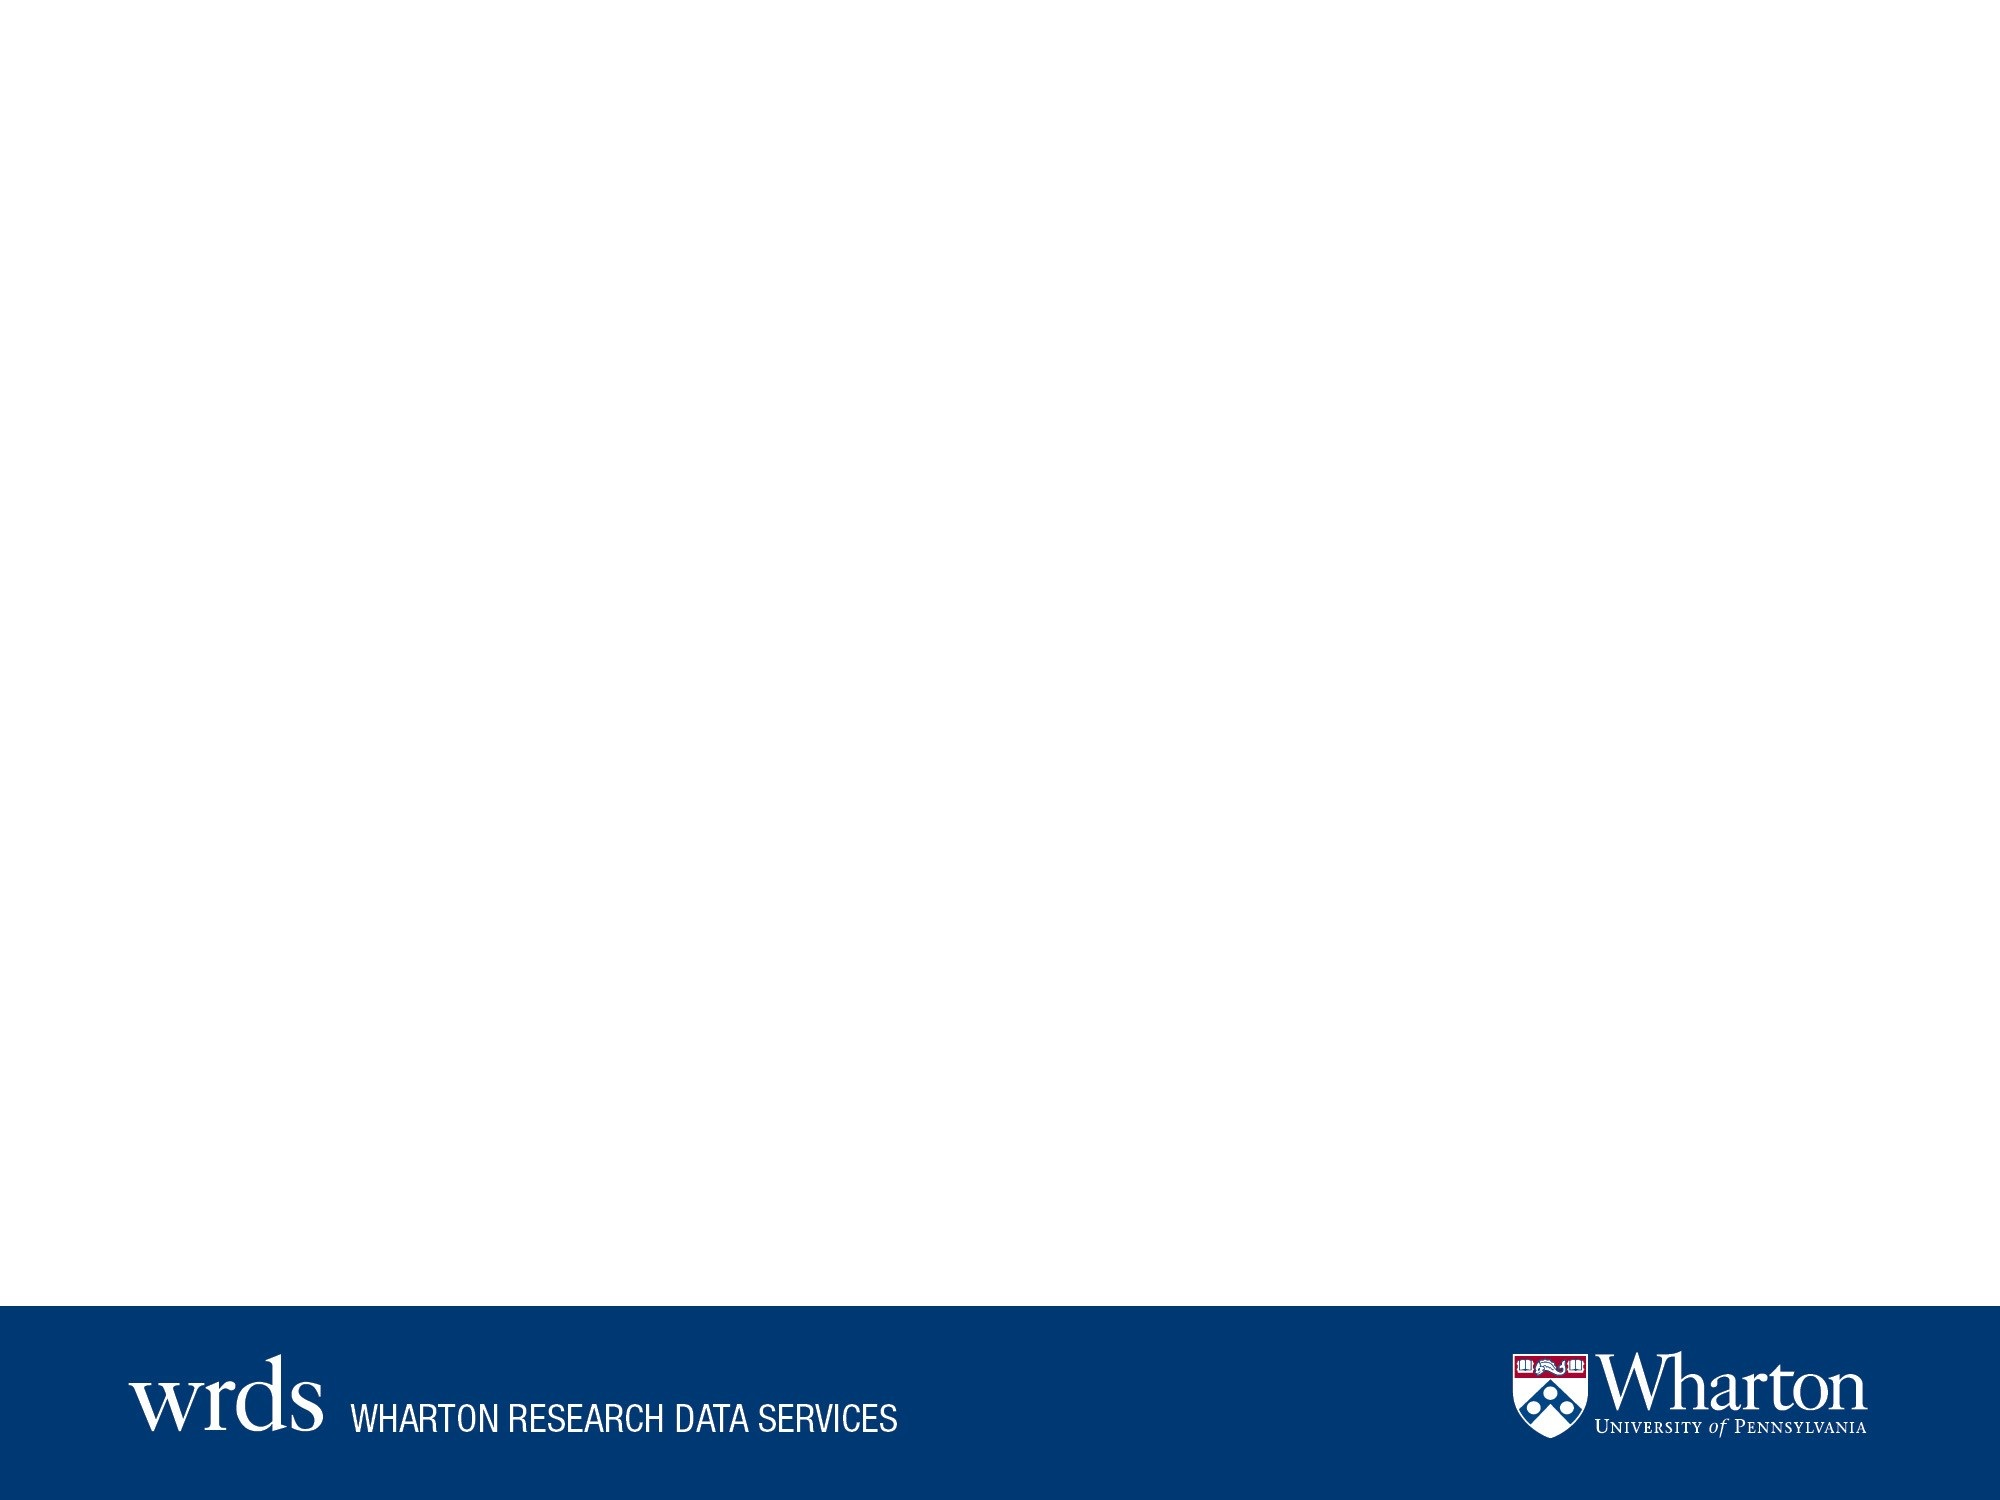 wrds WHARTON RESEARCH DATA SERVICES
Wharton
UNIVERSITY of PENNSYLVANIA